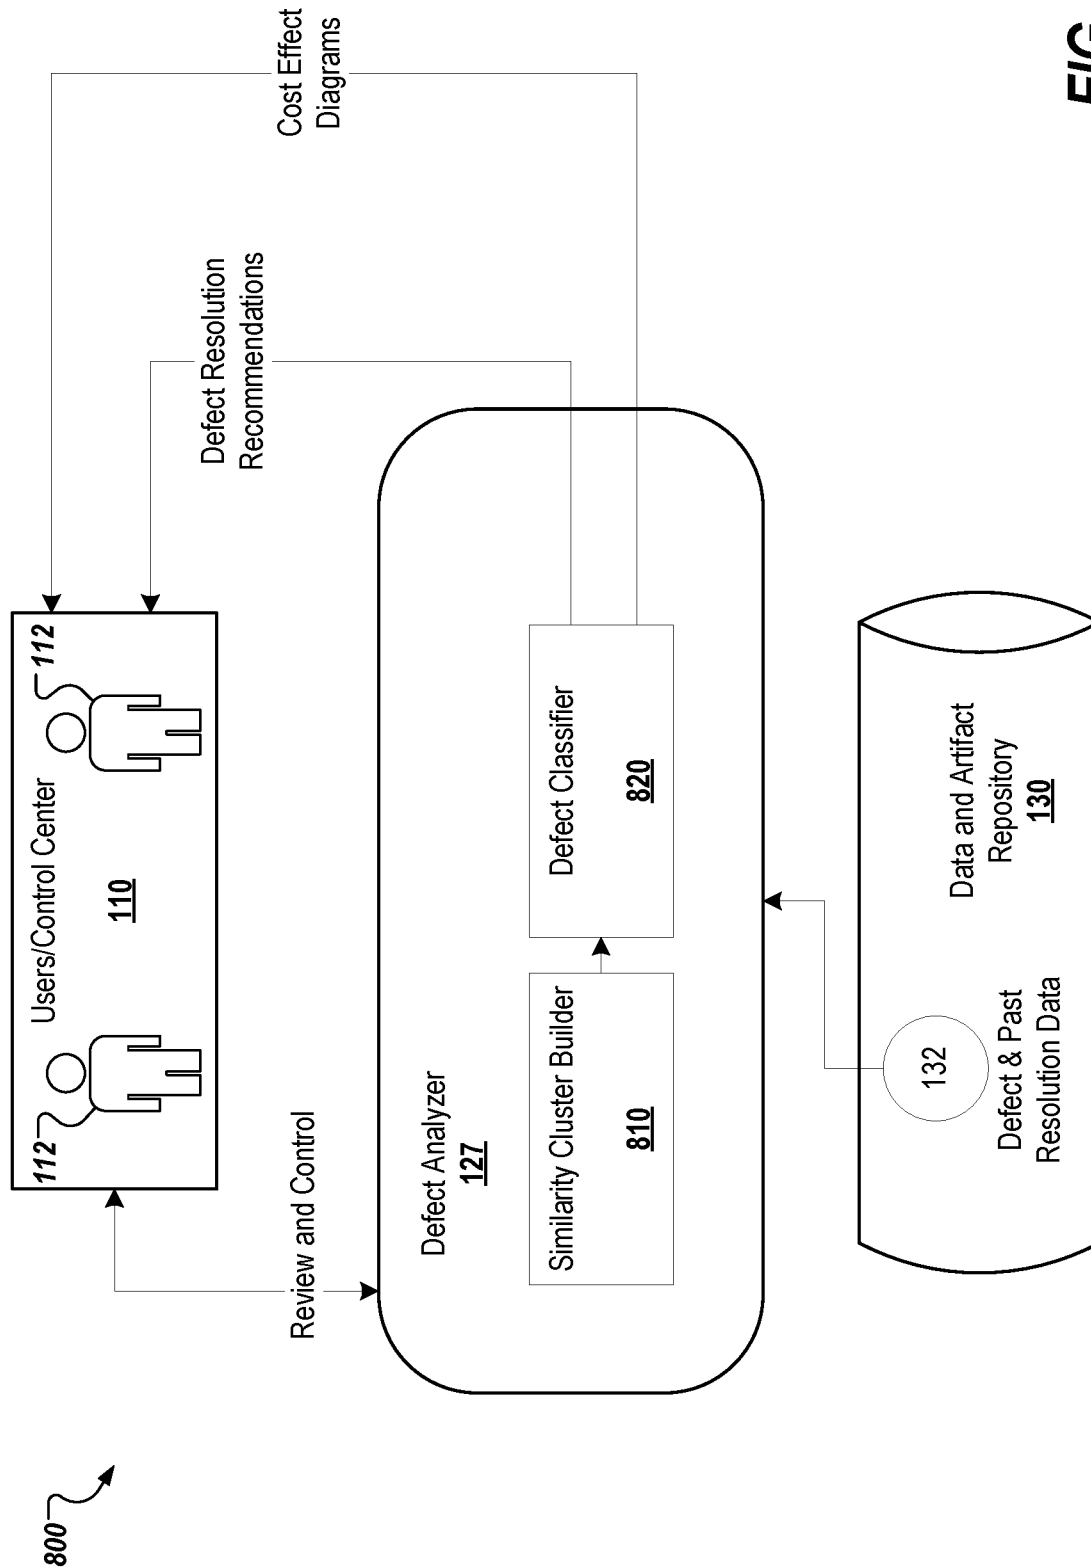 800
112
Users/Control Center
110
112
Review and Control
Defect Resolution
Recommendations
Cost Effect
Diagrams
Defect Analyzer
127
Similarity Cluster Builder
810
Defect Classifier
820
132
Defect & Past
Resolution Data
Data and Artifact
Repository
130
FIG